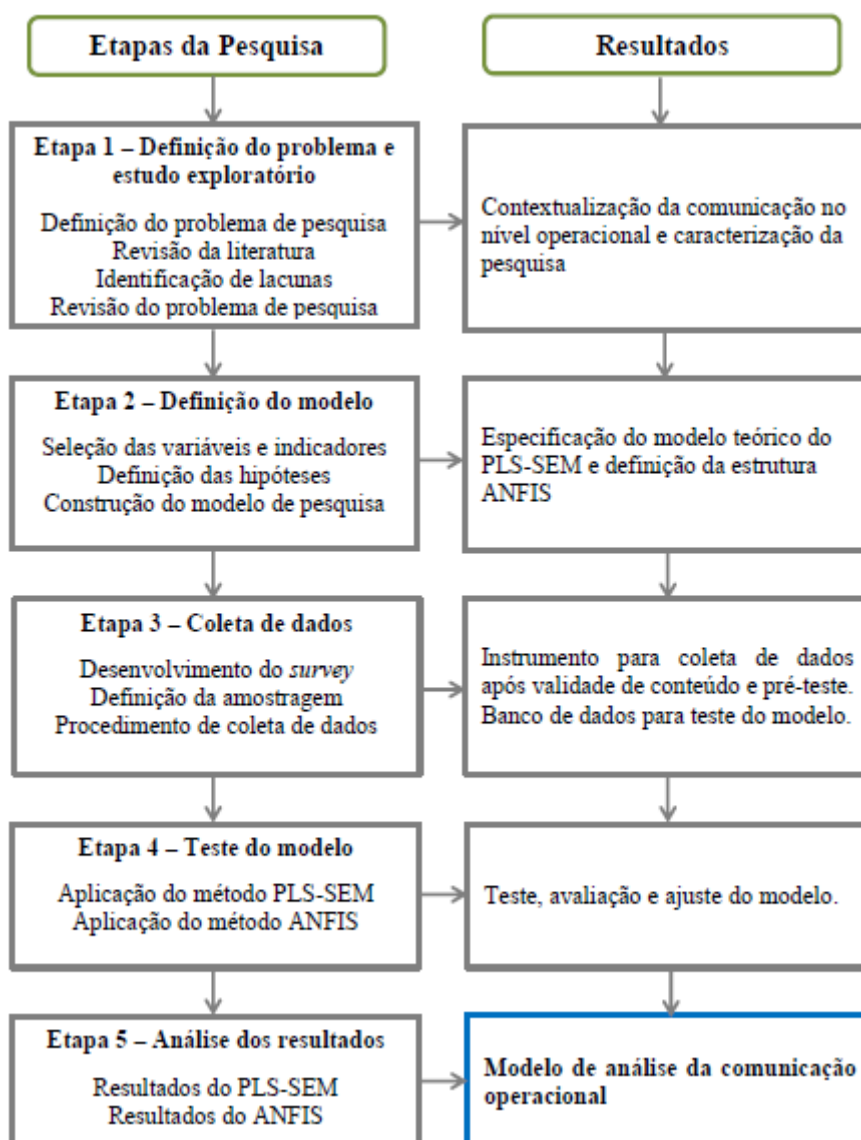 Etapas da Pesquisa
Resultados
Etapa 1 – Definição do problema e
estudo exploratório
Definição do problema de pesquisa
Revisão da literatura
Identificação de lacunas
Revisão do problema de pesquisa
Contextualização da comunicação no
nível operacional e caracterização da
pesquisa
Etapa 2 – Definição do modelo
Seleção das variáveis e indicadores
Definição das hipóteses
Construção do modelo de pesquisa
Especificação do modelo teórico do
PLS-SEM e definição da estrutura
ANFIS
Etapa 3 – Coleta de dados
Desenvolvimento do survey
Definição da amostragem
Procedimento de coleta de dados
Instrumento para coleta de dados
após validade de conteúdo e pré-teste.
Banco de dados para teste do modelo.
Etapa 4 – Teste do modelo
Aplicação do método PLS-SEM
Aplicação do método ANFIS
Teste, avaliação e ajuste do modelo.
Etapa 5 – Análise dos resultados
Resultados do PLS-SEM
Resultados do ANFIS
Modelo de análise da comunicação
operacional